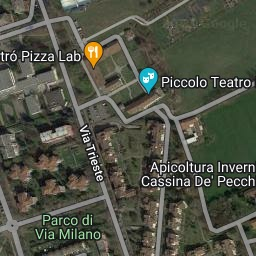 tró Pizza Lab
Piccolo Teatro
Via Trieste
Apicoltura Invern
Cassina De' Pecch
Parco di
Via Milano